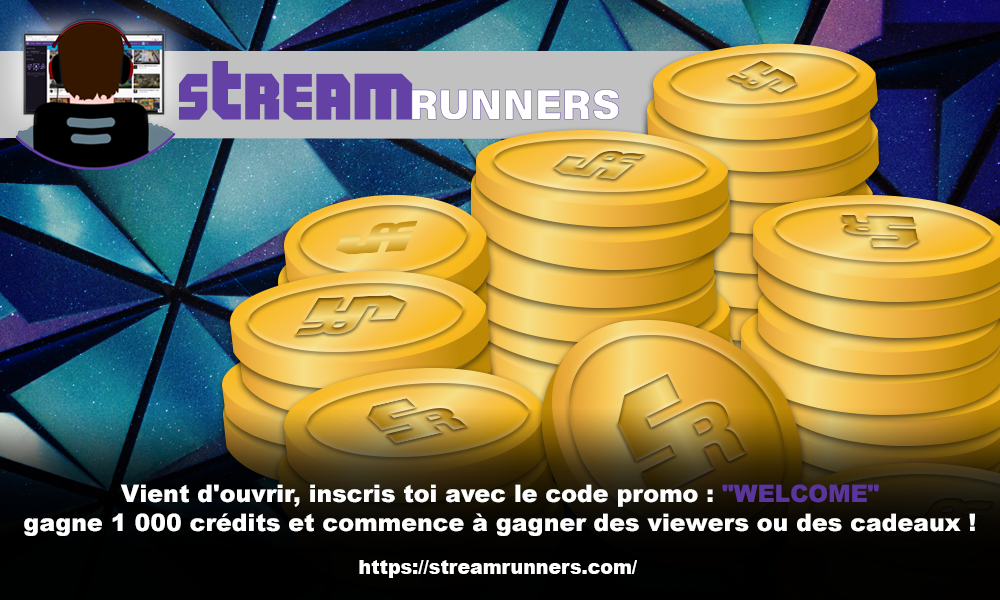 STREAMRUNNERS
Vient d'ouvrir, inscris toi avec le code promo : "WELCOME"
gagne 1 000 crédits et commence à gagner des viewers ou des cadeaux !
https://streamrunners.com/